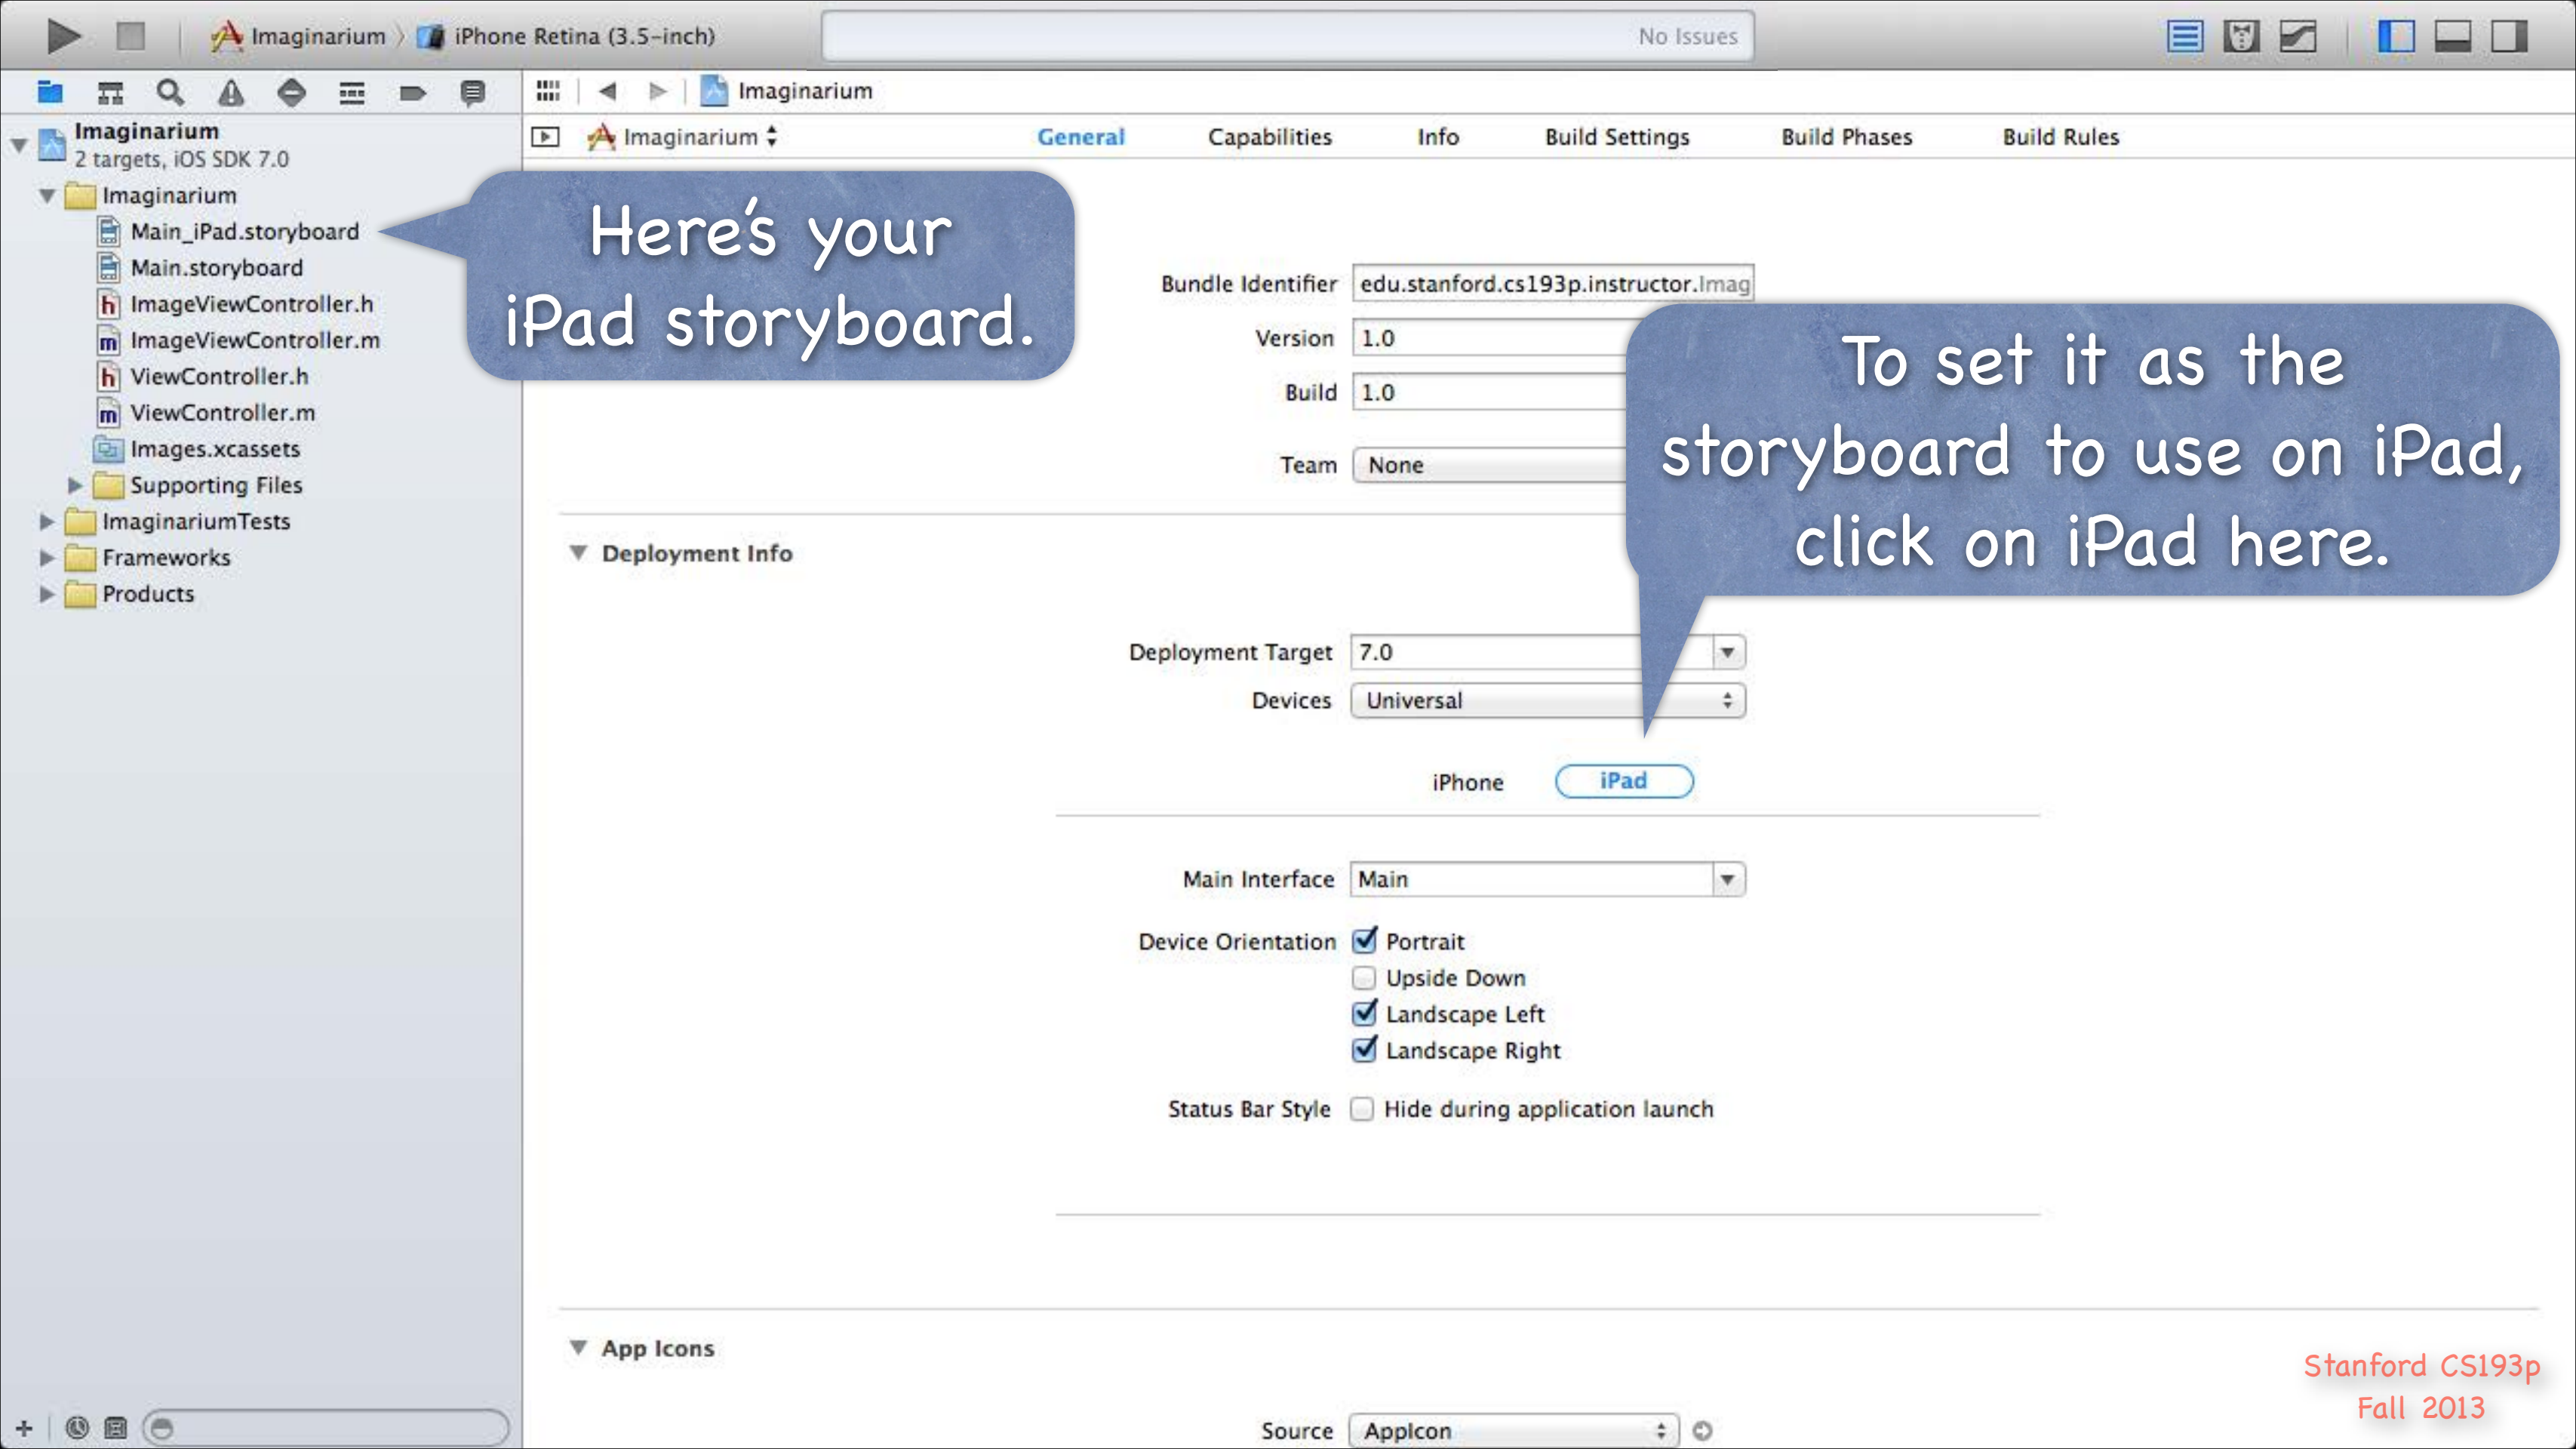 Imaginarium
iPhone Retina (3.5-inch)
No Issues
Imaginarium
Imaginarium
2 targets, iOS SDK 7.0
Imaginarium
Main_iPad.storyboard
Main.storyboard
ImageViewController.h
ImageViewController.m
ViewController.h
ViewController.m
Images.xcassets
Supporting Files
ImaginariumTests
Frameworks
Products
Imaginarium
General Capabilities Info Build Settings Build Phases Build Rules
Here's your
iPad storyboard.
Bundle Identifier edu.stanford.cs193p.instructor.Imag
Version 1.0
Build 1.0
Team None
To set it as the
storyboard to use on iPad,
click on iPad here.
Deployment Info
Deployment Target 7.0
Devices Universal
iPhone iPad
Main Interface Main
Device Orientation Portrait
Upside Down
Landscape Left
Landscape Right
Status Bar Style Hide during application launch
App Icons
Source AppIcon
Stanford CS193p
Fall 2013